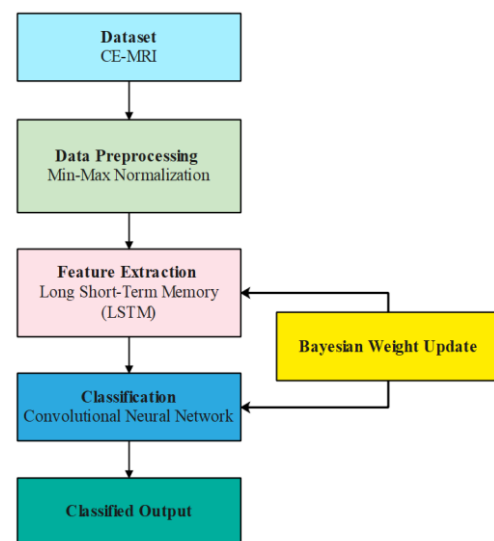 Dataset
CE-MRI
Data Preprocessing
Min-Max Normalization
Feature Extraction
Long Short-Term Memory
(LSTM)
Bayesian Weight Update
Classification
Convolutional Neural Network
Classified Output